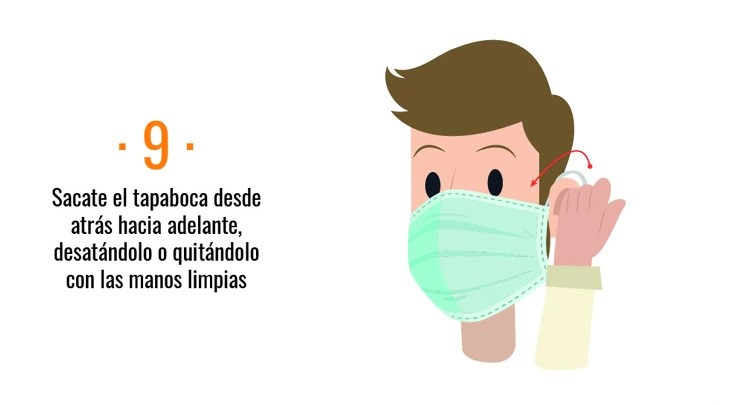 · 9 ·
Sacate el tapaboca desde
atrás hacia adelante,
desatándolo o quitándolo
con las manos limpias